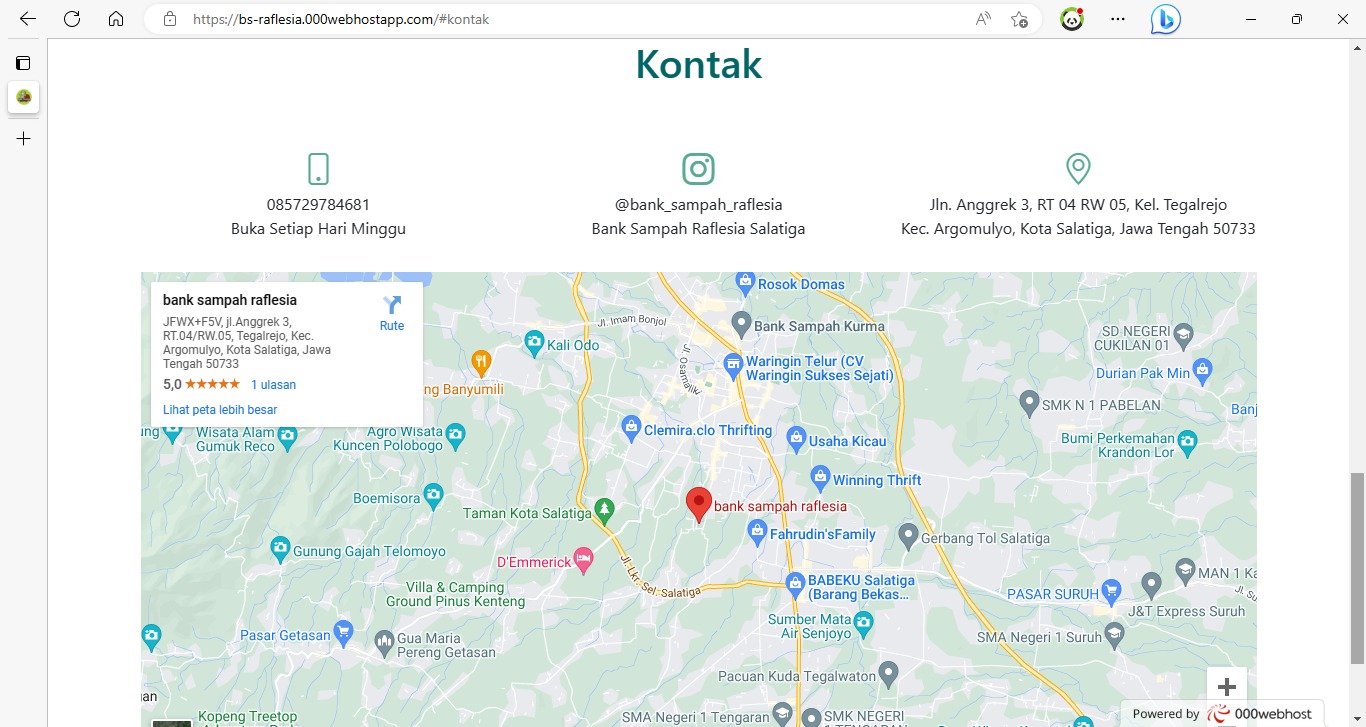 https://bs-raflesia.000webhostapp.com/#kontak
Kontak
085729784681
Buka Setiap Hari Minggu
@bank_sampah_raflesia
Bank Sampah Raflesia Salatiga
Jln. Anggrek 3, RT 04 RW 05, Kel. Tegalrejo
Kec. Argomulyo, Kota Salatiga, Jawa Tengah 50733
bank sampah raflesia
JFWX+F5V, jl.Anggrek 3,
RT.04/RW.05, Tegalrejo, Kec.
Argomulyo, Kota Salatiga, Jawa
Tengah 50733
5,0
1 ulasan
Lihat peta lebih besar
Rute
Rosok Domas
Jl. Imam Bonjol
Bank Sampah Kurma
Kali Odo
Jl. Osamaliki
Waringin Telur (CV
Waringin Sukses Sejati)
SD NEGERI
CUKILAN 01
Durian Pak Min
ng Banyumili
SMK N 1 PABELAN
Banj
ung
Wisata Alam
Gumuk Reco
Agro Wisata
Kuncen Polobogo
Clemira.clo Thrifting
Usaha Kicau
Bumi Perkemahan
Krandon Lor
Winning Thrift
Boemisora
Taman Kota Salatiga
bank sampah raflesia
Fahrudin'sFamily
Gerbang Tol Salatiga
Gunung Gajah Telomoyo
D'Emmerick
Jl. Lkr. Sel. Salatiga
Villa & Camping
Ground Pinus Kenteng
BABEKU Salatiga
(Barang Bekas...
MAN 1 Ka
PASAR SURUH
Jl. Su
J&T Express Suruh
Sumber Mata
Air Senjoyo
SMA Negeri 1 Suruh
Pasar Getasan
Gua Maria
Pereng Getasan
Pacuan Kuda Tegalwaton
an
Kopeng Treetop
SMA Negeri 1 Tengaran
SMK NEGERI
1 TENGARAN
Powered by 000webhost